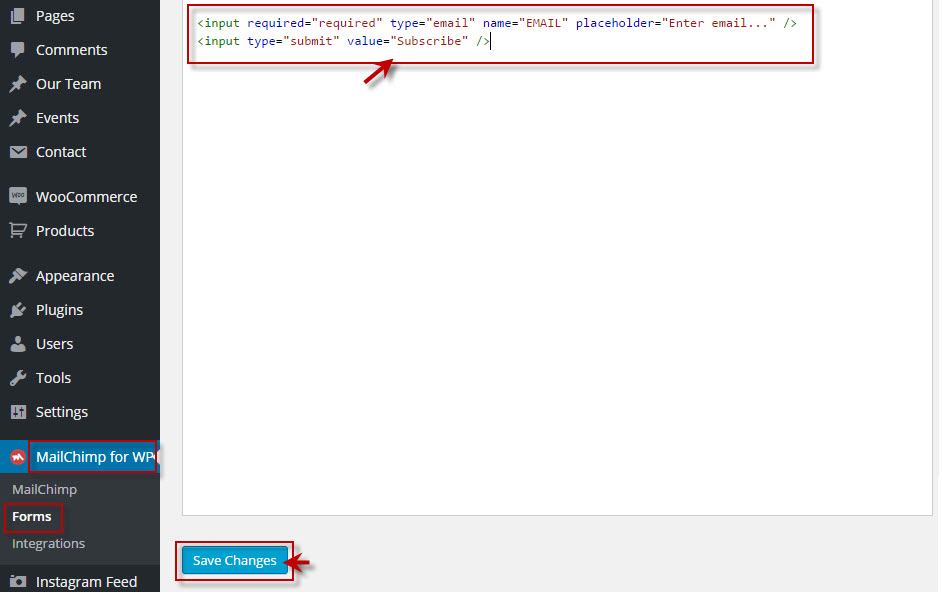 Pages
Comments
Our Team
Events
Contact
WooCommerce
Products
Appearance
Plugins
Users
Tools
Settings
MailChimp for WP
MailChimp
Forms
Integrations
Instagram Feed
<input required="required" type="email" name="EMAIL" placeholder="Enter email..." />
<input type="submit" value="Subscribe" />
Save Changes